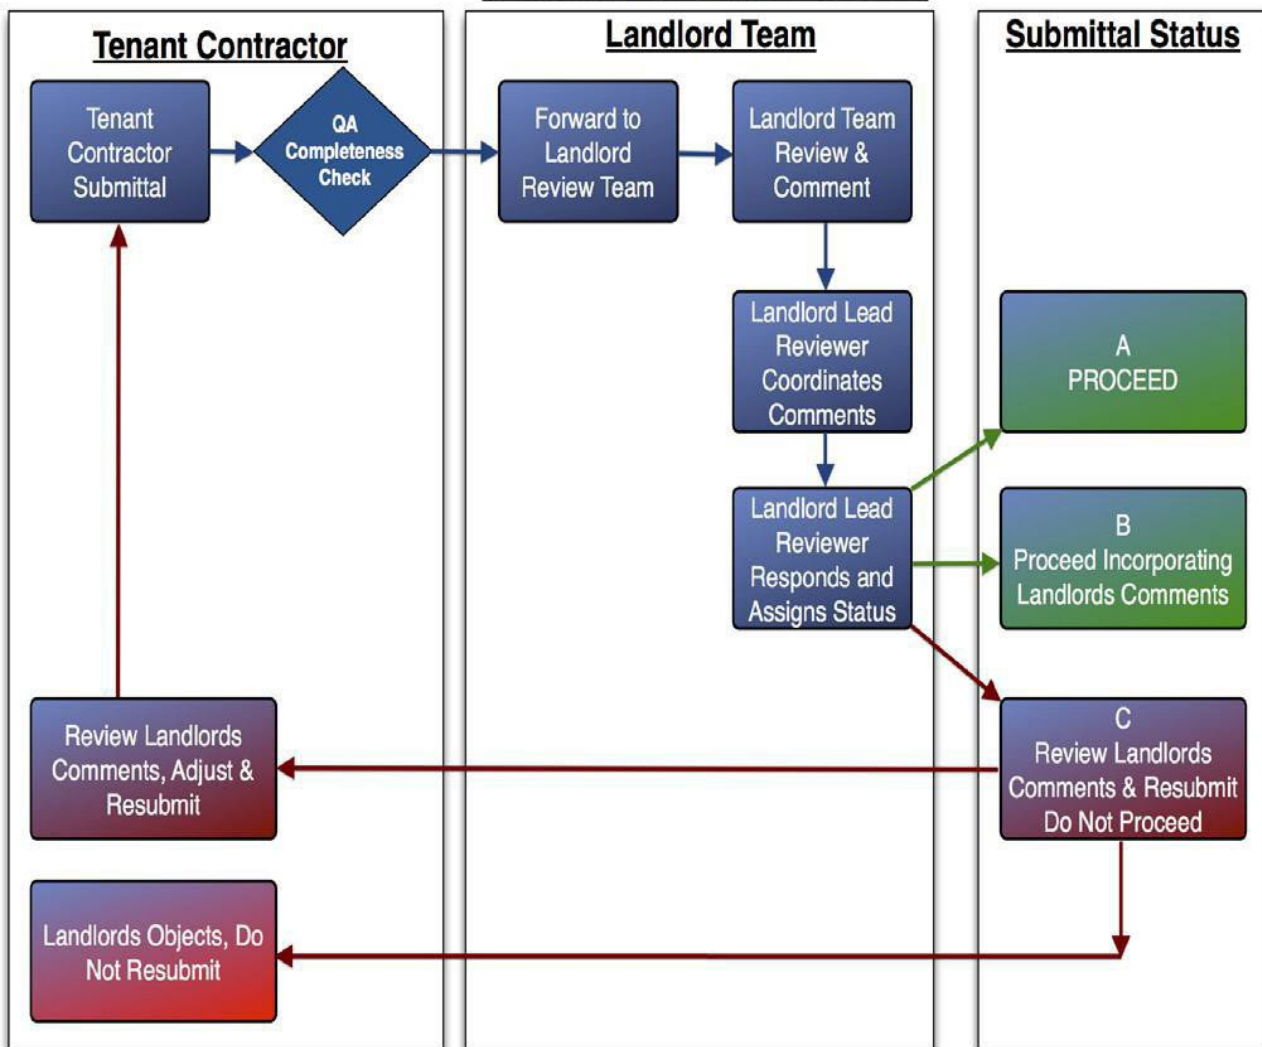 Tenant Contractor
Landlord Team
Submittal Status
Tenant
Contractor
Submittal
QA
Completeness
Check
Forward to
Landlord
Review Team
Landlord Team
Review &
Comment
Landlord Lead
Reviewer
Coordinates
Comments
A
PROCEED
Landlord Lead
Reviewer
Responds and
Assigns Status
B
Proceed Incorporating
Landlords Comments
Review Landlords
Comments, Adjust &
Resubmit
C
Review Landlords
Comments & Resubmit
Do Not Proceed
Landlords Objects, Do
Not Resubmit